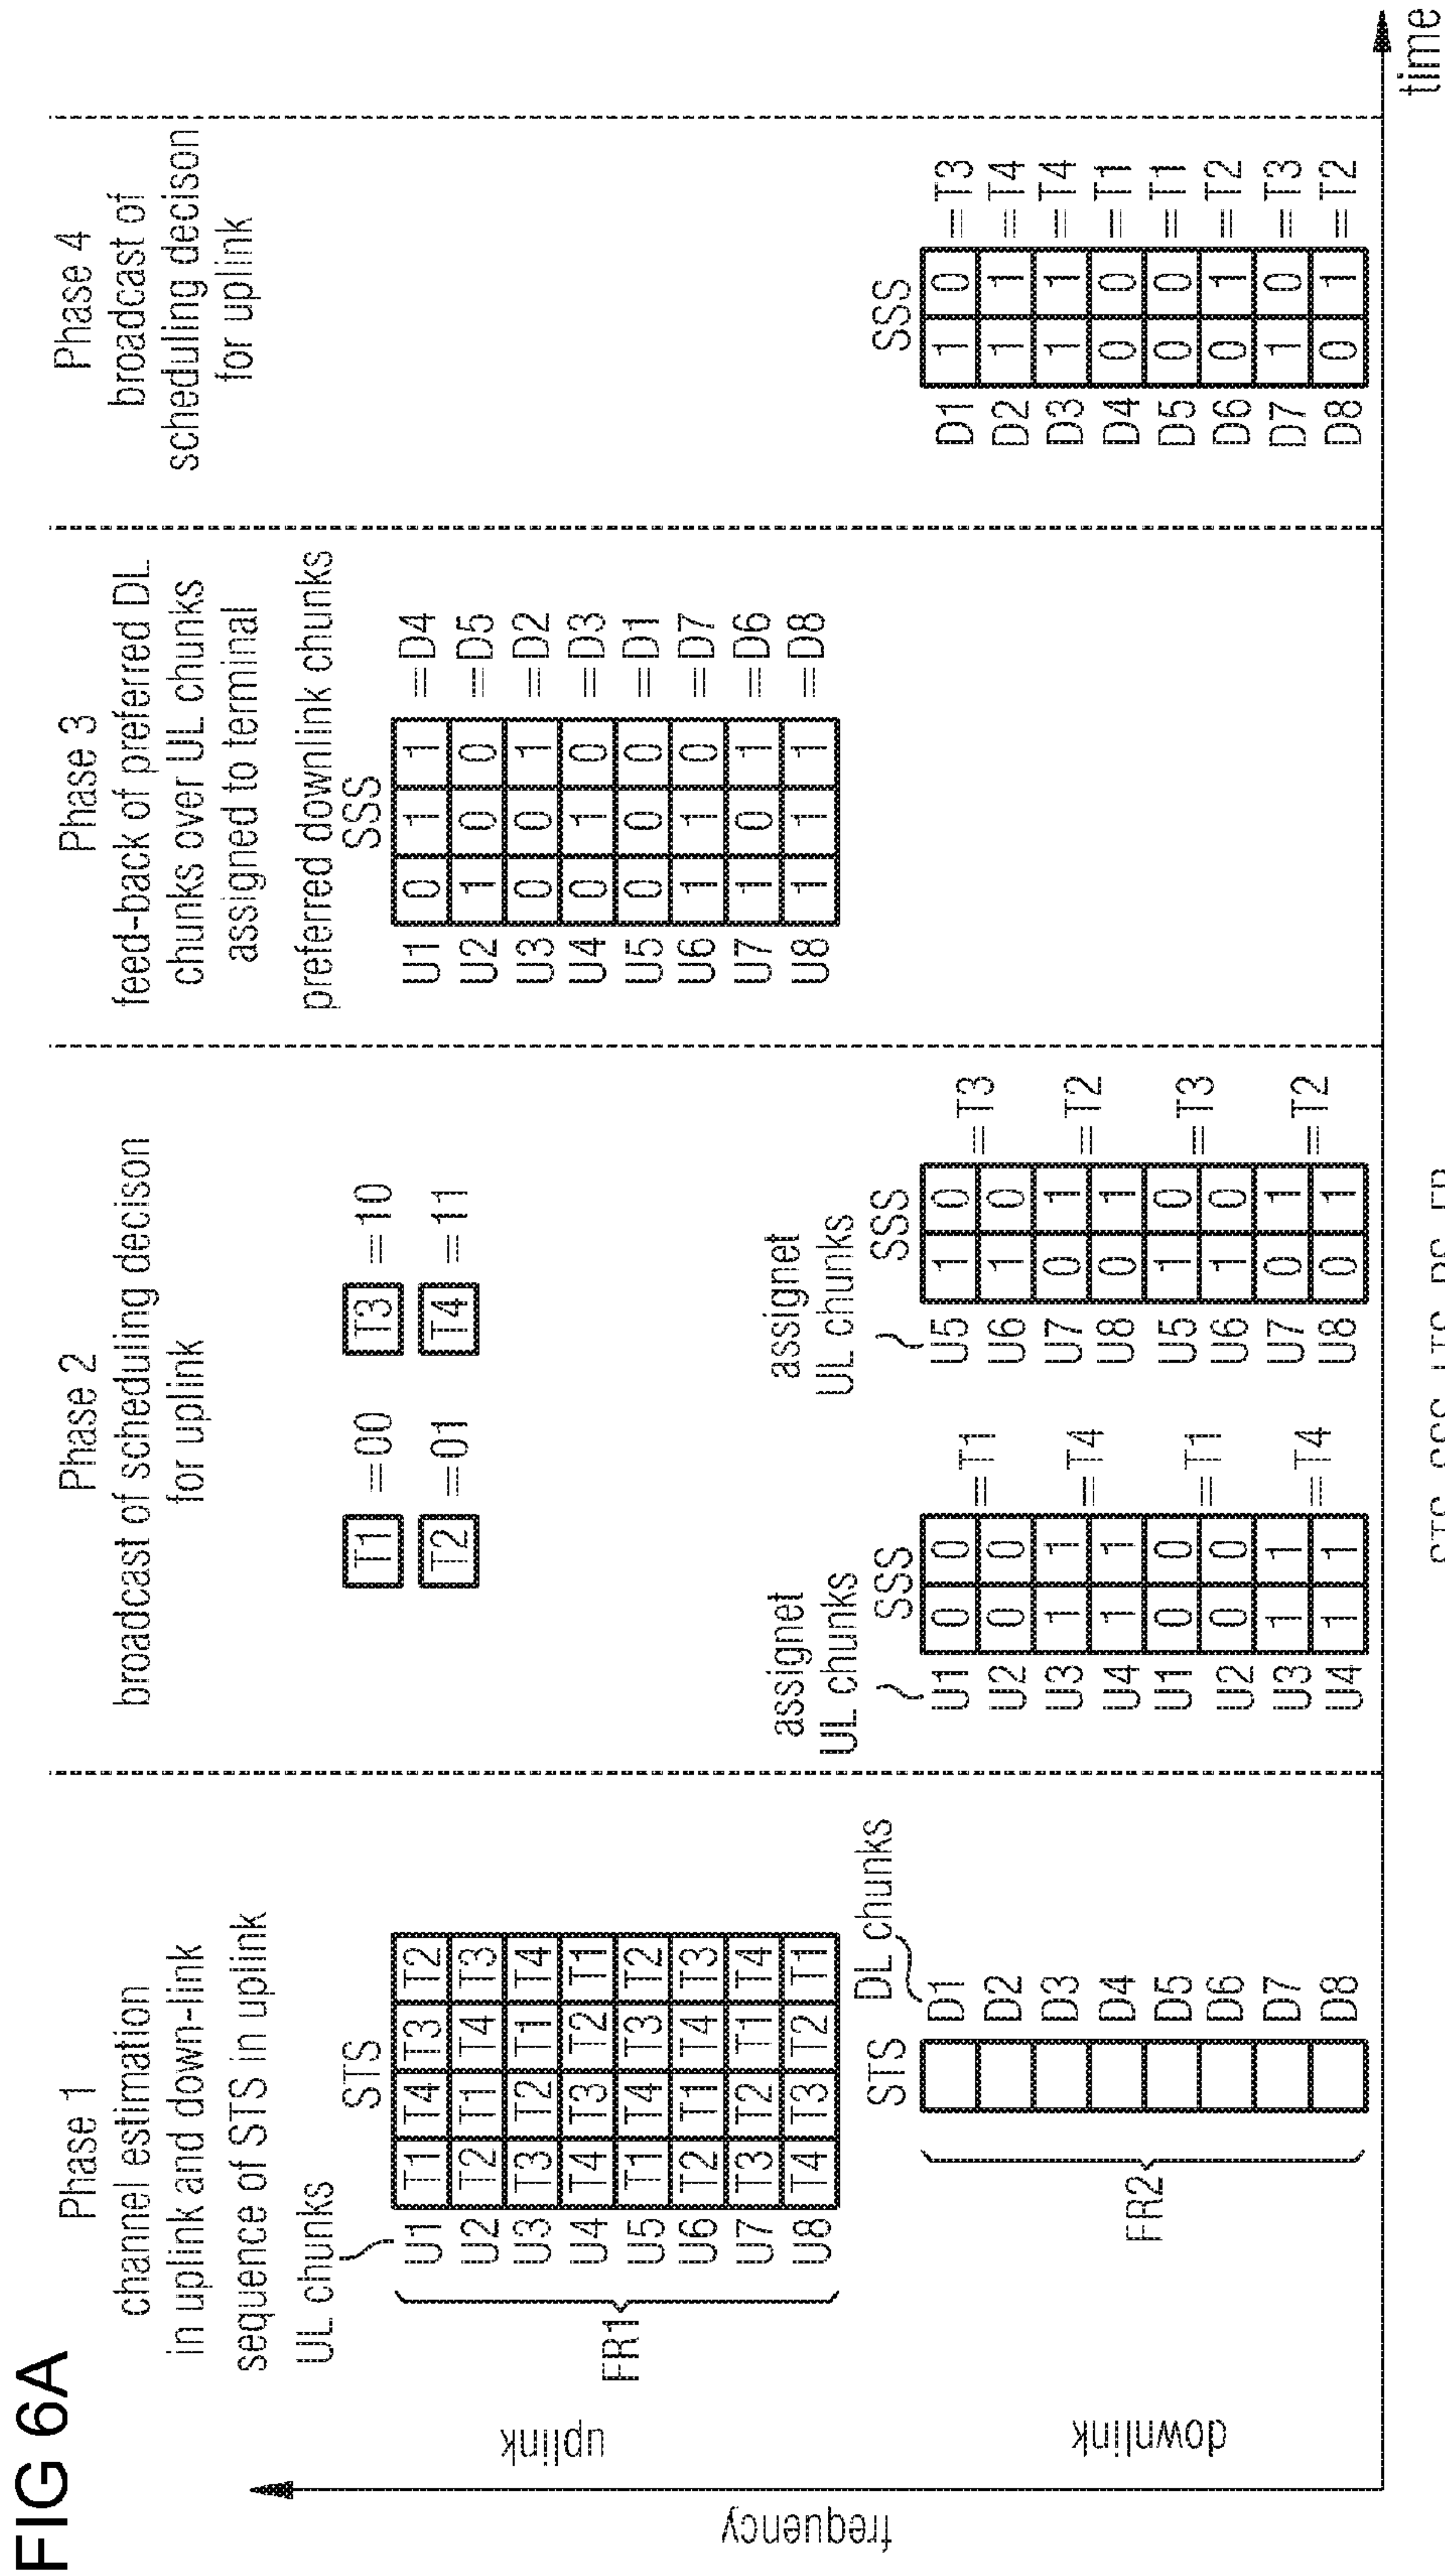 FIG 6A
Phase 1
channel estimation
in uplink and down-link
sequence of STS in uplink
UL chunks
STS
U1 T1 T4 T3 T2
U2 T2 T1 T4 T3
U3 T3 T2 T1 T4
U4 T4 T3 T2 T1
U5 T1 T4 T3 T2
U6 T2 T1 T4 T3
U7 T3 T2 T1 T4
U8 T4 T3 T2 T1
FR1
uplink
frequency
downlink
STS
DL chunks
D1
D2
D3
D4
D5
D6
D7
D8
FR2
Phase 2
broadcast of scheduling decison
for uplink
T1 =00 T3 =10
T2 =01 T4 =11
assignet
UL chunks
SSS
U1 0 0
U2 0 0 =T1
U3 1 1
U4 1 1 =T4
U1 0 0
U2 0 0 =T1
U3 1 1
U4 1 1 =T4
assignet
UL chunks
SSS
U5 1 0
U6 1 0 =T3
U7 0 1
U8 0 1 =T2
U5 1 0
U6 1 0 =T3
U7 0 1
U8 0 1 =T2
Phase 3
feed-back of preferred DL
chunks over UL chunks
assigned to terminal
preferred downlink chunks
SSS
U1 0 1 1 =D4
U2 1 0 0 =D5
U3 0 0 1 =D2
U4 0 1 0 =D3
U5 0 0 0 =D1
U6 1 1 0 =D7
U7 1 0 1 =D6
U8 1 1 1 =D8
Phase 4
broadcast of
scheduling decison
for uplink
SSS
D1 1 0 =T3
D2 1 1 =T4
D3 1 1 =T4
D4 0 0 =T1
D5 0 0 =T1
D6 0 1 =T2
D7 1 0 =T3
D8 0 1 =T2
time